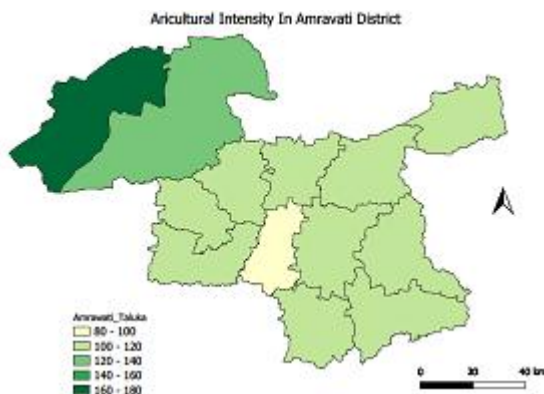 Aricultural Intensity In Amravati District
Amravati_Taluka
80 - 100
100 - 120
120 - 140
140 - 160
160 - 180
0 20 40 km